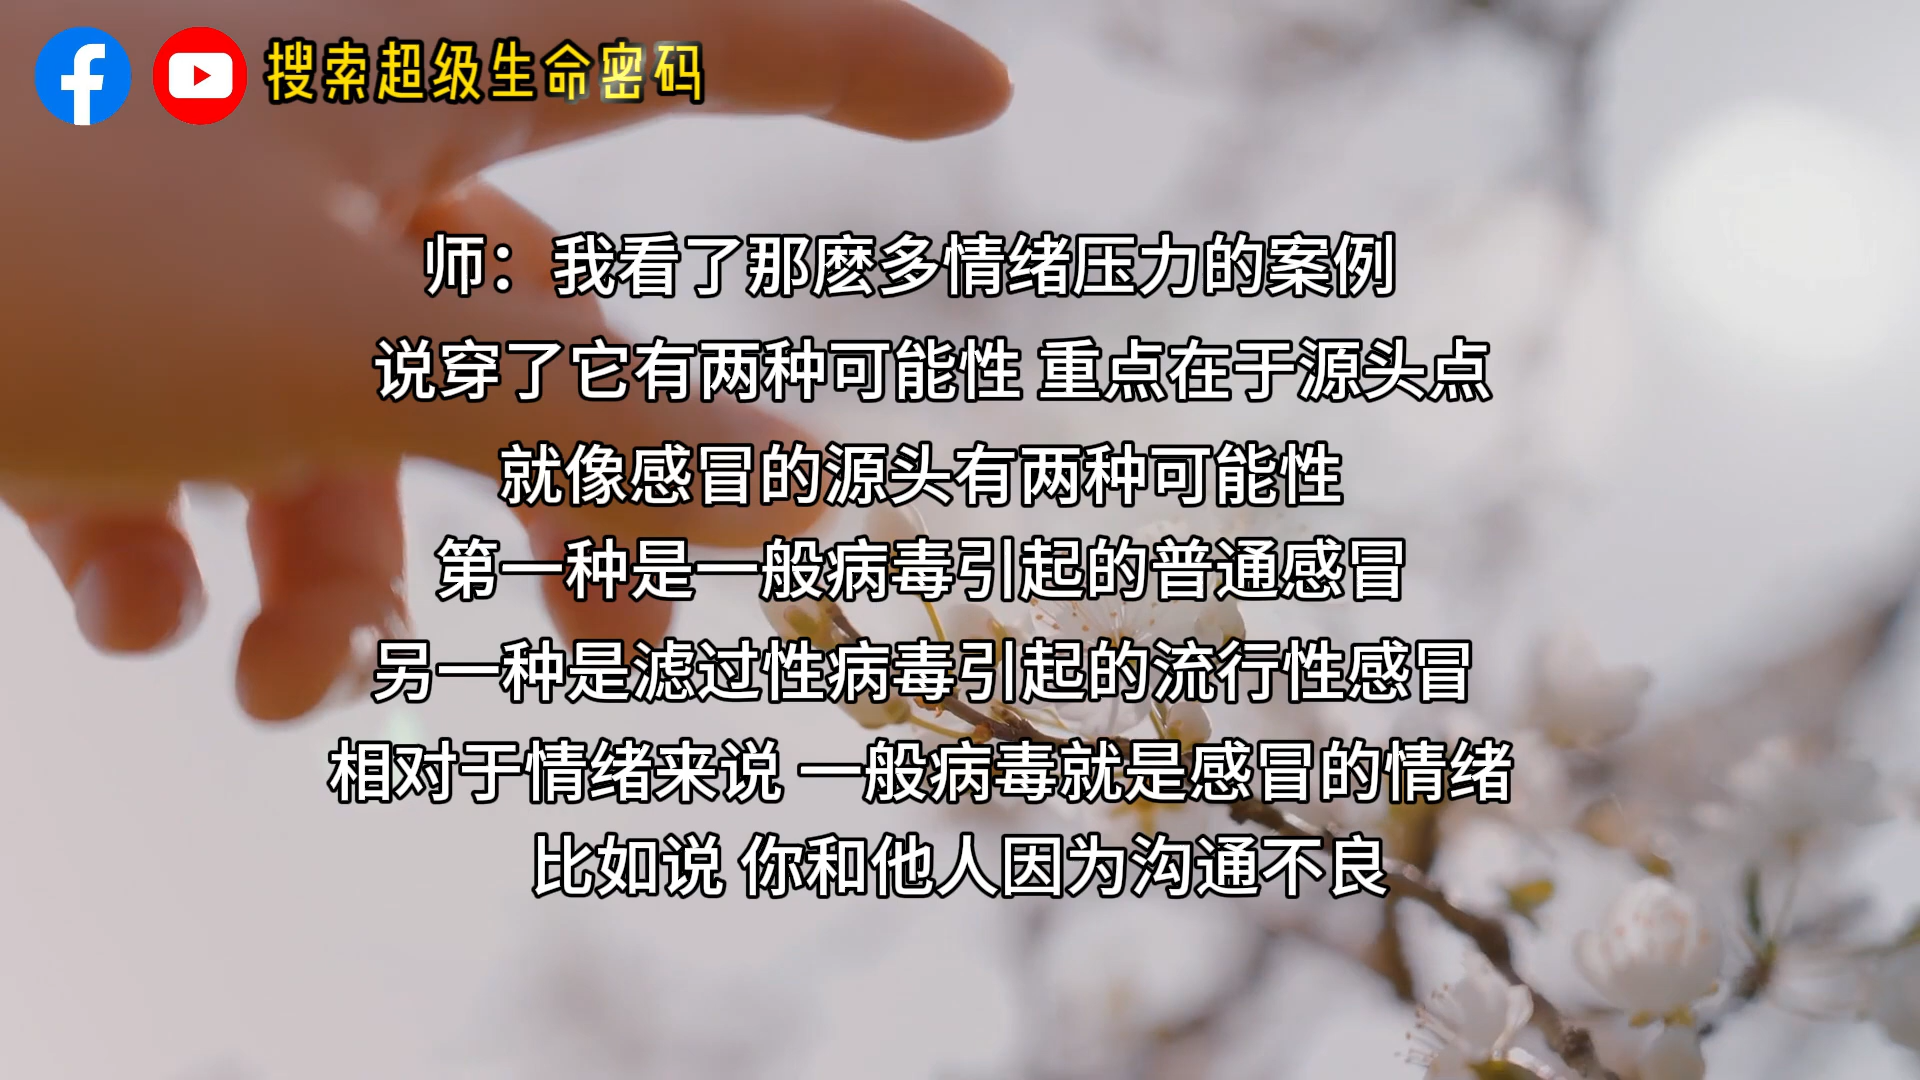 搜索超级生命密码
师：我看了那麽多情绪压力的案例
说穿了它有两种可能性 重点在于源头点
就像感冒的源头有两种可能性
第一种是一般病毒引起的普通感冒
另一种是滤过性病毒引起的流行性感冒
相对于情绪来说 一般病毒就是感冒的情绪
比如说 你和他人因为沟通不良